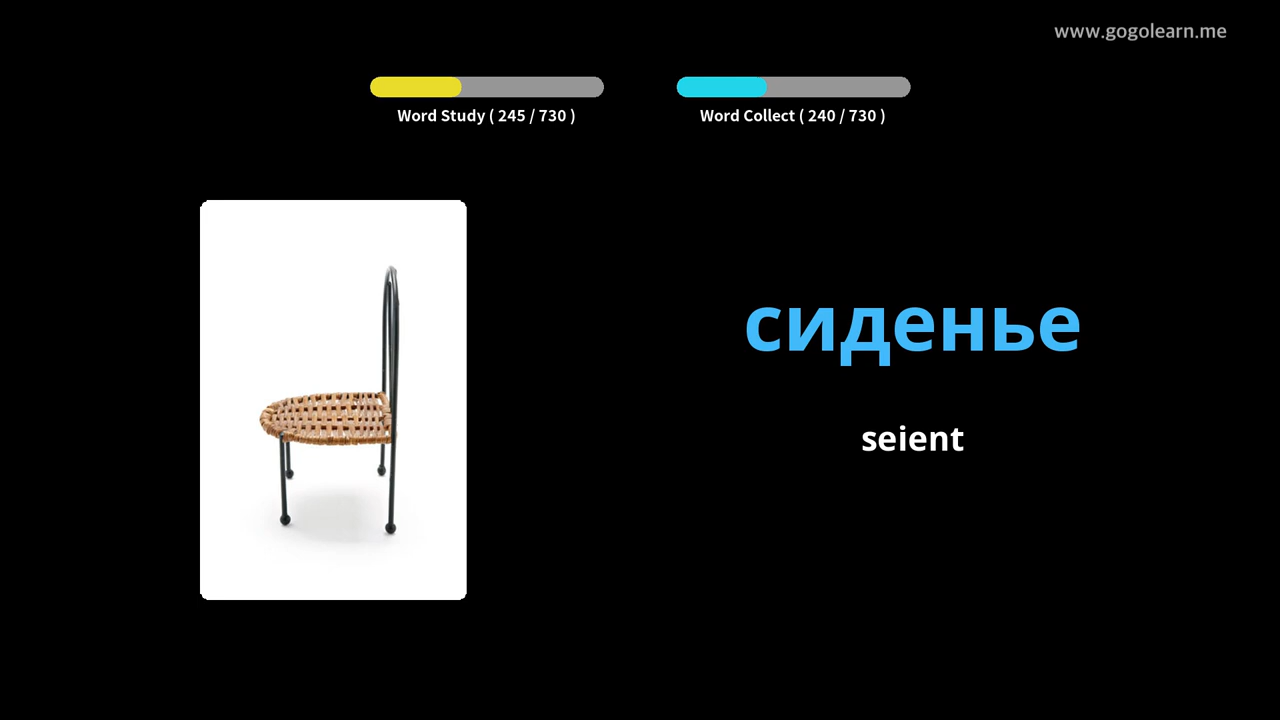 www.gogolearn.me
Word Study ( 245 / 730 )
Word Collect ( 240 / 730 )
сиденье
seient